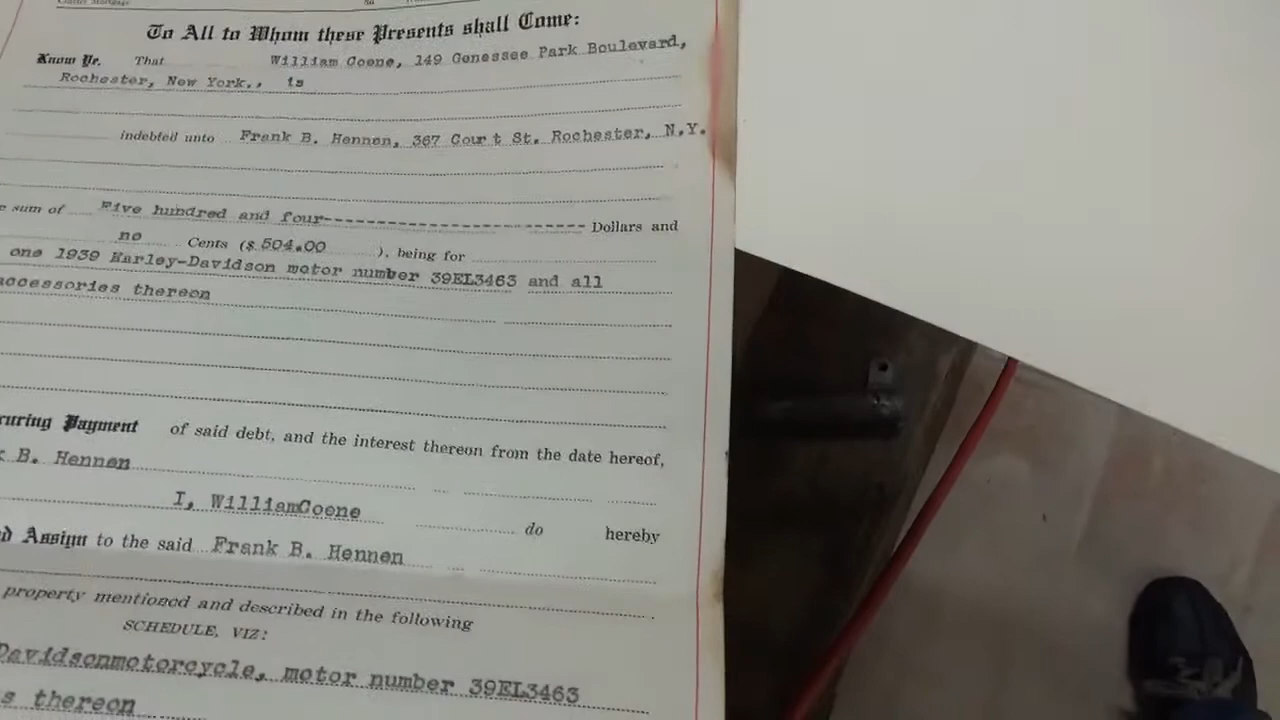 Chattel Mortgage
To All to Whom these Presents shall Come:
Know Ye, That William Coene, 149 Genessee Park Boulevard,
Rochester, New York,, is
indebted unto Frank B. Hennen, 367 Cour t St. Rochester, N.Y.
sum of Five hundred and four Dollars and
no Cents ($ 504.00 ), being for
one 1939 Harley-Davidson motor number 39EL3463 and all
accessories thereon
Payment of said debt, and the interest thereon from the date hereof,
B. Hennen
I, WilliamCoene do hereby
Assign to the said Frank B. Hennen
property mentioned and described in the following
SCHEDULE, VIZ:
Davidsonmotorcycle, motor number 39EL3463
thereon